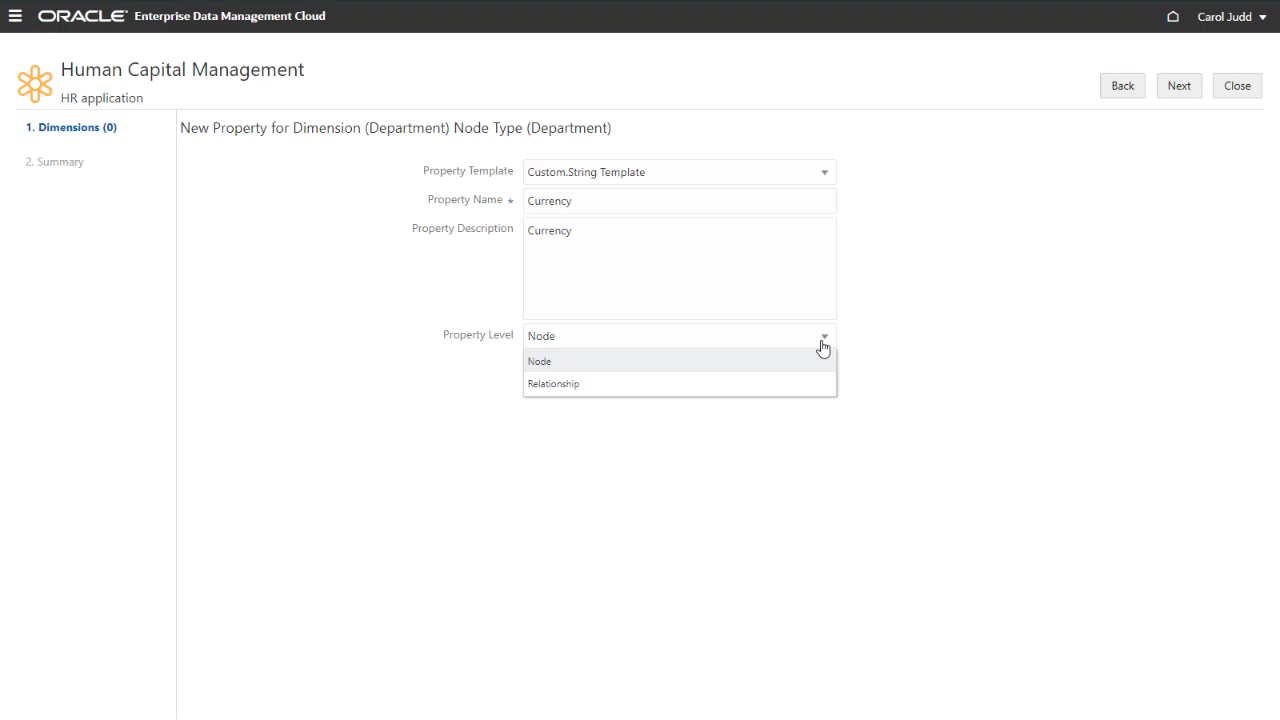 ORACLE Enterprise Data Management Cloud
Carol Judd
Human Capital Management
HR application
Back
Next
Close
1. Dimensions (0)
2. Summary
New Property for Dimension (Department) Node Type (Department)
Property Template
Custom.String Template
Property Name *
Currency
Property Description
Currency
Property Level
Node
Node
Relationship